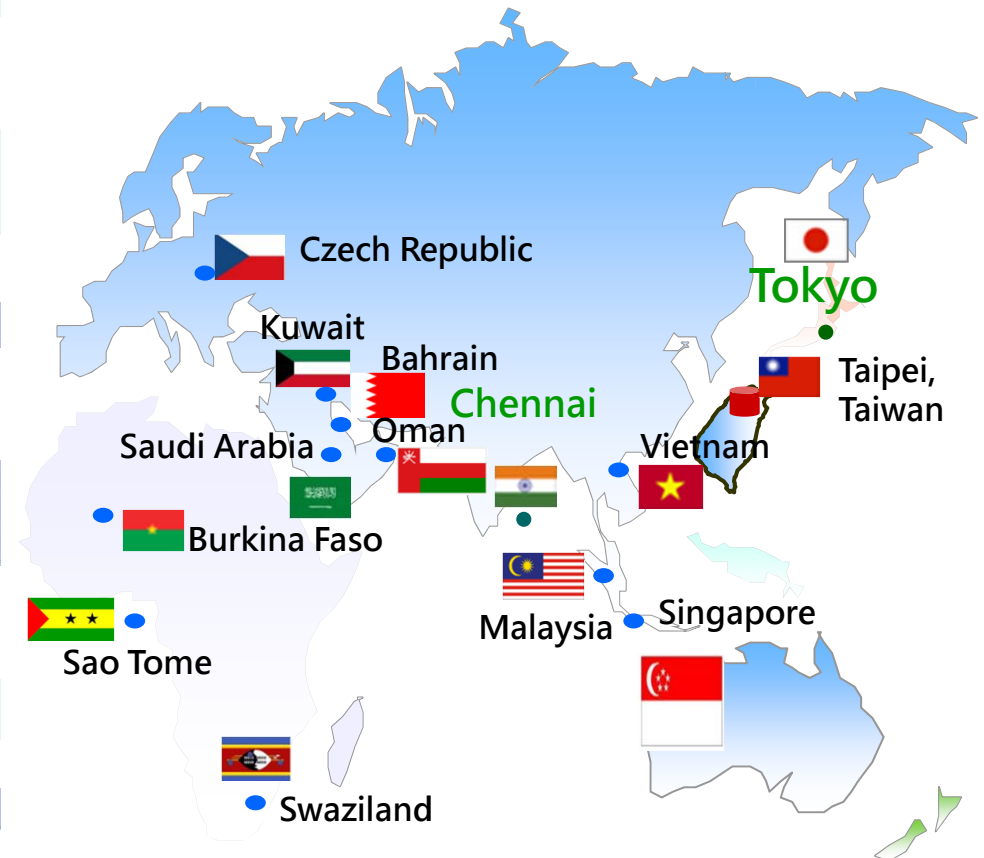 Czech Republic
Tokyo
Kuwait
Bahrain
Taipei,
Taiwan
Chennai
Oman
Saudi Arabia
Vietnam
Burkina Faso
Singapore
Malaysia
Sao Tome
Swaziland